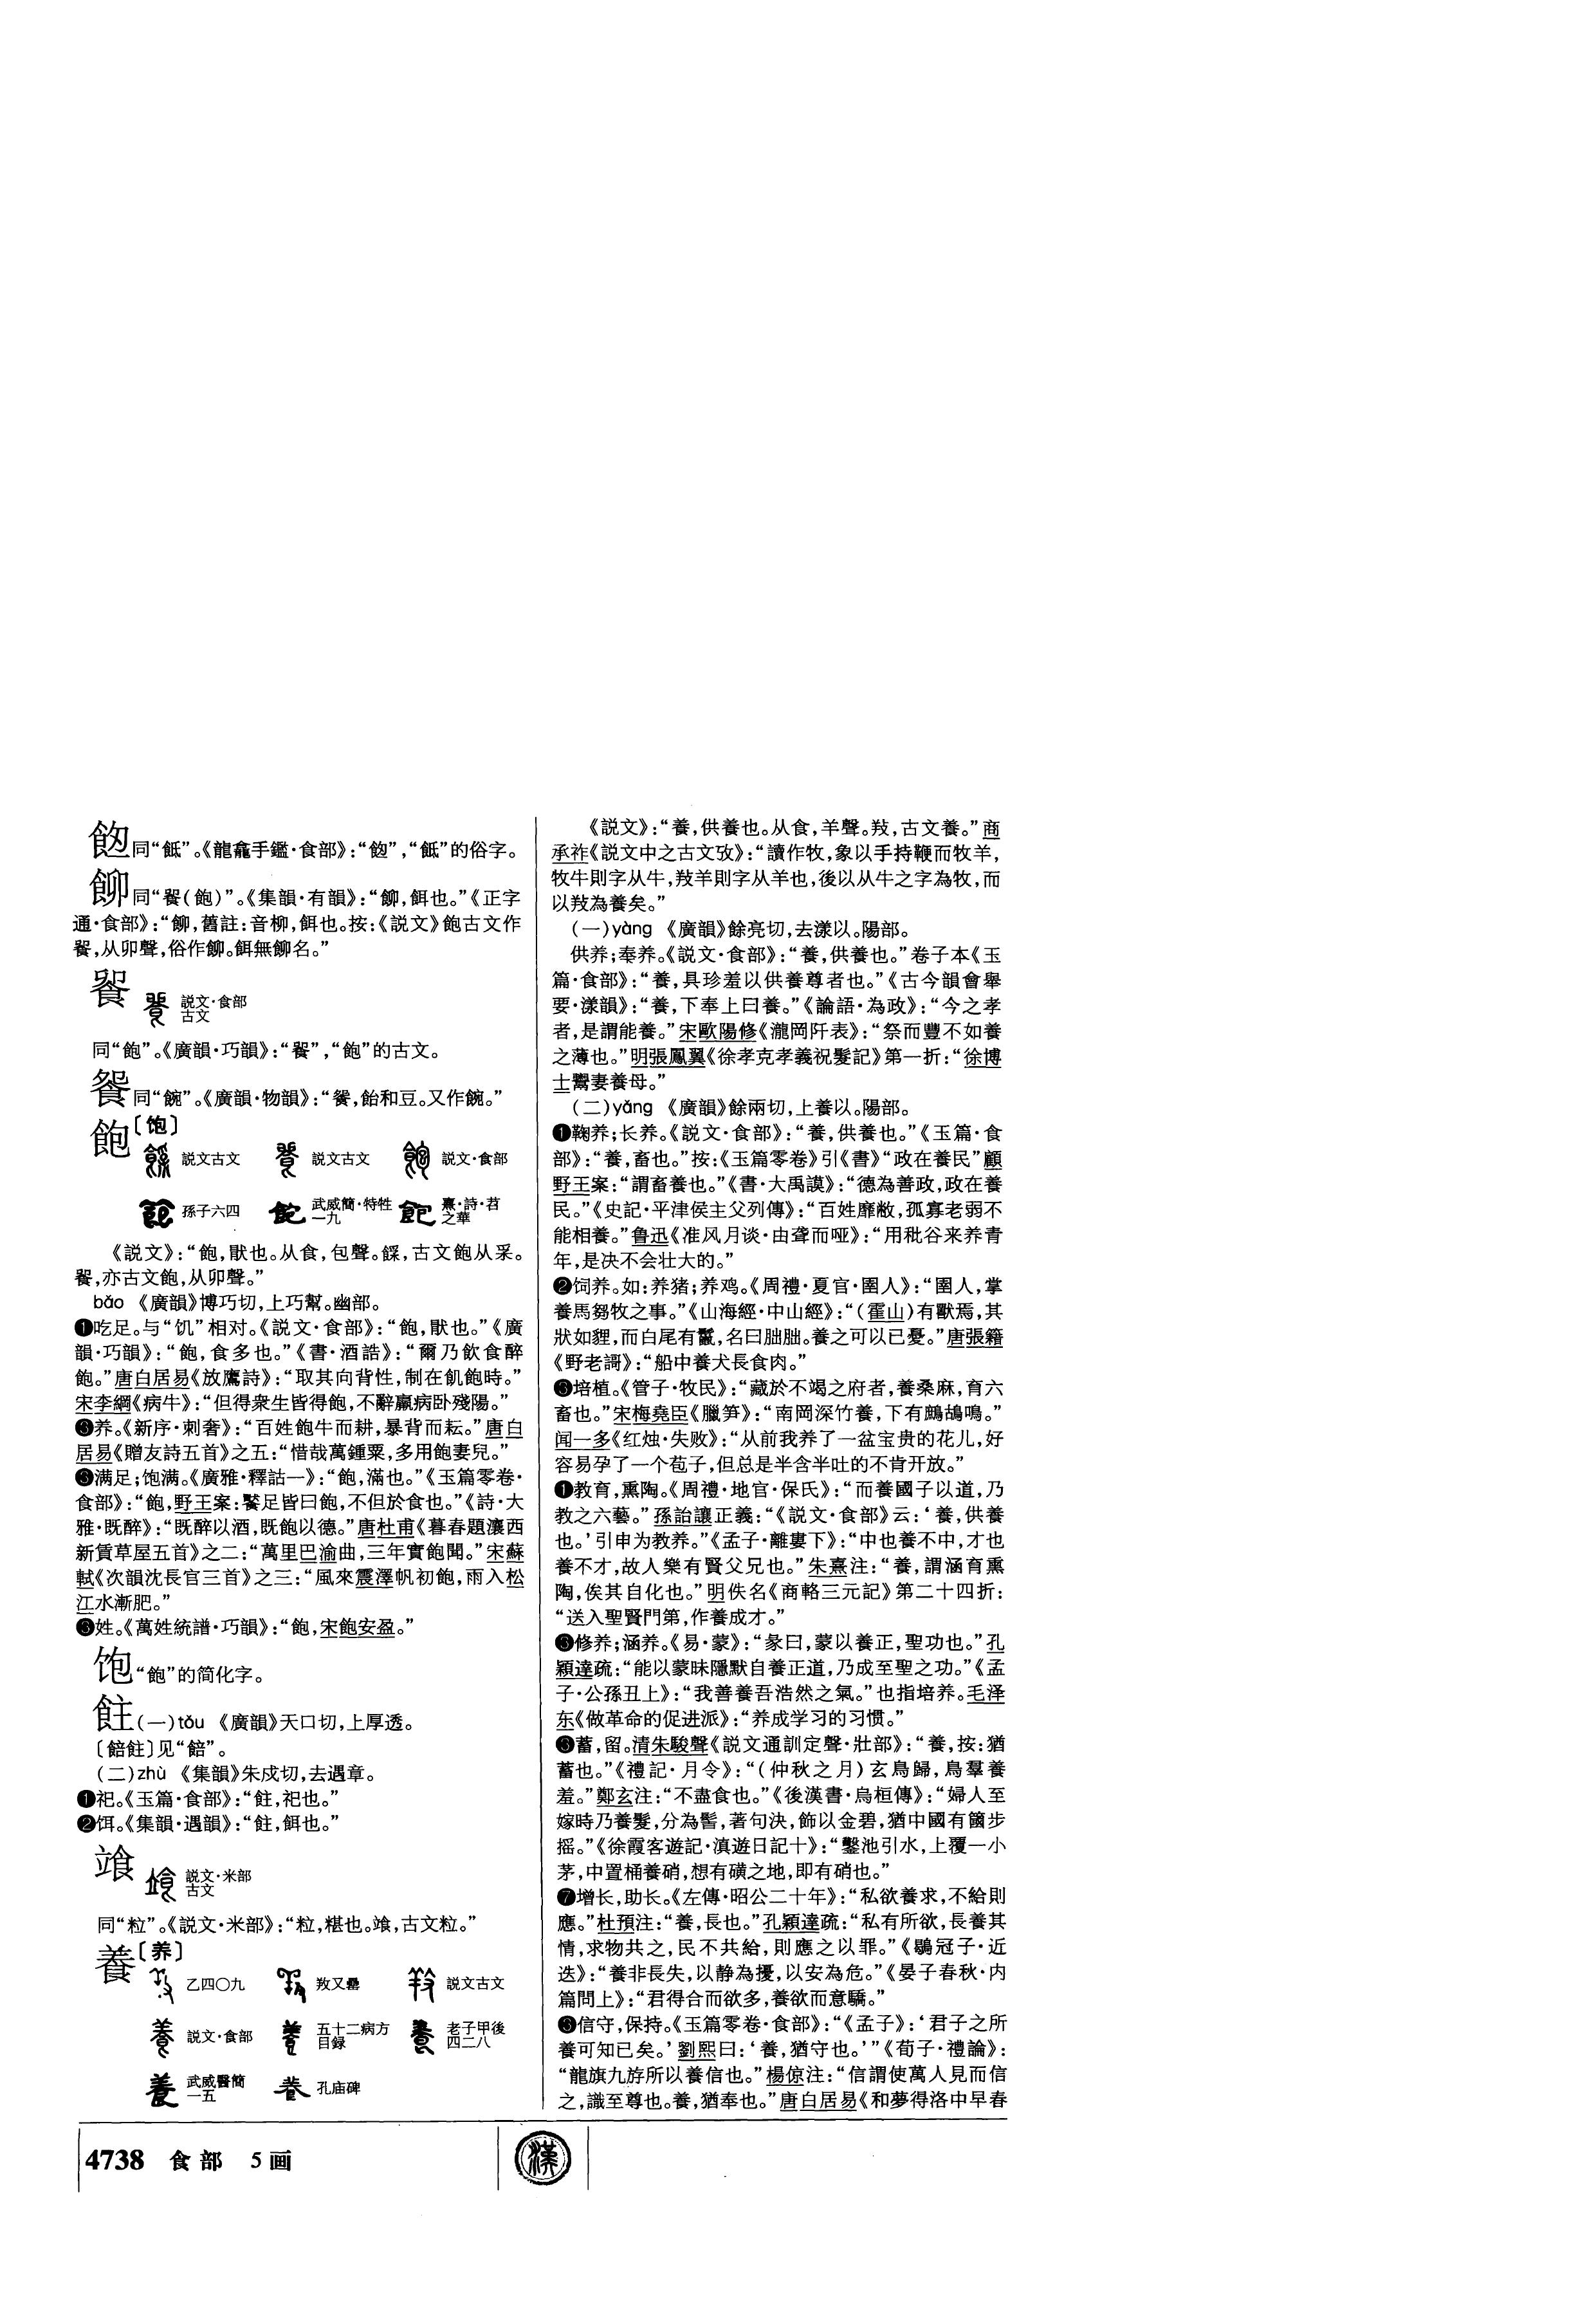 同“䬫”。《龍龕手鑑·食部》:“”,“䬫”的俗字。
同“䬌(飽)”。《集韻·有韻》:“,餌也。”《正字
通·食部》:“,舊註:音柳,餌也。按:《説文》飽古文作
,从卯聲,俗作。餌無名。”
説文·食部
古文
同“飽”。《廣韻·巧韻》:“”,“飽”的古文。
同“䬧”。《廣韻·物韻》:“,飴和豆。又作䬧。”
飽〔饱〕
説文古文 説文古文 説文·食部
孫子六四 武威簡·特牲一九 熹·詩·苕之華
《説文》:“飽,猒也。从食,包聲。䭋,古文飽从采。
,亦古文飽,从卯聲。”
bǎo 《廣韻》博巧切,上巧幫。幽部。
❶吃足。与“饥”相对。《説文·食部》:“飽,猒也。”《廣
韻·巧韻》:“飽,食多也。”《書·酒誥》:“爾乃飲食醉
飽。”唐白居易《放鷹詩》:“取其向背性,制在飢飽時。”
宋李綱《病牛》:“但得衆生皆得飽,不辭羸病卧殘陽。”
❸养。《新序·刺奢》:“百姓飽牛而耕,暴背而耘。”唐白
居易《贈友詩五首》之五:“惜哉萬鍾粟,多用飽妻兒。”
❸满足;饱满。《廣雅·釋詁一》:“飽,滿也。”《玉篇零卷·
食部》:“飽,野王案:饜足皆曰飽,不但於食也。”《詩·大
雅·既醉》:“既醉以酒,既飽以德。”唐杜甫《暮春題瀼西
新賃草屋五首》之二:“萬里巴渝曲,三年實飽聞。”宋蘇
軾《次韻沈長官三首》之三:“風來震澤帆初飽,雨入松
江水漸肥。”
❸姓。《萬姓統譜·巧韻》:“飽,宋飽安盈。”
饱“飽”的简化字。
飳(一)tǒu 《廣韻》天口切,上厚透。
〔䬏飳〕见“䬏”。
(二)zhù 《集韻》朱戍切,去遇章。
❶祀。《玉篇·食部》:“飳,祀也。”
❷饵。《集韻·遇韻》:“飳,餌也。”
䇐 説文·米部
古文
同“粒”。《説文·米部》:“粒,糂也。䇐,古文粒。”
養〔养〕
乙四〇九 㸔又罍 説文古文
説文·食部 五十二病方目録 老子甲後四二八
武威醫簡一五 孔庙碑
《説文》:“養,供養也。从食,羊聲。羖,古文養。”商
承祚《説文中之古文攷》:“讀作牧,象以手持鞭而牧羊,
牧牛則字从牛,羖羊則字从羊也,後以从牛之字為牧,而
以羖為養矣。”
(一)yàng 《廣韻》餘亮切,去漾以。陽部。
供养;奉养。《説文·食部》:“養,供養也。”卷子本《玉
篇·食部》:“養,具珍羞以供養尊者也。”《古今韻會舉
要·漾韻》:“養,下奉上曰養。”《論語·為政》:“今之孝
者,是謂能養。”宋歐陽修《瀧岡阡表》:“祭而豐不如養
之薄也。”明張鳳翼《徐孝克孝義祝髮記》第一折:“徐博
士鬻妻養母。”
(二)yǎng 《廣韻》餘兩切,上養以。陽部。
❶鞠养;长养。《説文·食部》:“養,供養也。”《玉篇·食
部》:“養,畜也。”按:《玉篇零卷》引《書》“政在養民”顧
野王案:“謂畜養也。”《書·大禹謨》:“德為善政,政在養
民。”《史記·平津侯主父列傳》:“百姓靡敝,孤寡老弱不
能相養。”鲁迅《准风月谈·由聋而哑》:“用秕谷来养青
年,是决不会壮大的。”
❷饲养。如:养猪;养鸡。《周禮·夏官·圉人》:“圉人,掌
養馬芻牧之事。”《山海經·中山經》:“(霍山)有獸焉,其
狀如貍,而白尾有鬣,名曰朏朏。養之可以已憂。”唐張籍
《野老謌》:“船中養犬長食肉。”
❸培植。《管子·牧民》:“藏於不竭之府者,養桑麻,育六
畜也。”宋梅堯臣《臘笋》:“南岡深竹養,下有鷓鴣鳴。”
闻一多《红烛·失败》:“从前我养了一盆宝贵的花儿,好
容易孕了一个苞子,但总是半含半吐的不肯开放。”
❶教育,熏陶。《周禮·地官·保氏》:“而養國子以道,乃
教之六藝。”孫詒讓正義:“《説文·食部》云:‘養,供養
也。’引申为教养。”《孟子·離婁下》:“中也養不中,才也
養不才,故人樂有賢父兄也。”朱熹注:“養,謂涵育熏
陶,俟其自化也。”明佚名《商輅三元記》第二十四折:
“送入聖賢門第,作養成才。”
❸修养;涵养。《易·蒙》:“彖曰,蒙以養正,聖功也。”孔
穎達疏:“能以蒙昧隱默自養正道,乃成至聖之功。”《孟
子·公孫丑上》:“我善養吾浩然之氣。”也指培养。毛泽
东《做革命的促进派》:“养成学习的习惯。”
❸蓄,留。清朱駿聲《説文通訓定聲·壯部》:“養,按:猶
蓄也。”《禮記·月令》:“(仲秋之月)玄鳥歸,鳥羣養
羞。”鄭玄注:“不盡食也。”《後漢書·烏桓傳》:“婦人至
嫁時乃養髮,分為髻,著句決,飾以金碧,猶中國有簂步
摇。”《徐霞客遊記·滇遊日記十》:“鑿池引水,上覆一小
茅,中置桶養硝,想有磺之地,即有硝也。”
❼增长,助长。《左傳·昭公二十年》:“私欲養求,不給則
應。”杜預注:“養,長也。”孔穎達疏:“私有所欲,長養其
情,求物共之,民不共給,則應之以罪。”《鶡冠子·近
迭》:“養非長失,以静為擾,以安為危。”《晏子春秋·内
篇問上》:“君得合而欲多,養欲而意驕。”
❸信守,保持。《玉篇零卷·食部》:“《孟子》:‘君子之所
養可知已矣。’劉熙曰:‘養,猶守也。’”《荀子·禮論》:
“龍旗九斿所以養信也。”楊倞注:“信謂使萬人見而信
之,識至尊也。養,猶奉也。”唐白居易《和夢得洛中早春
4738 食部 5画
漢